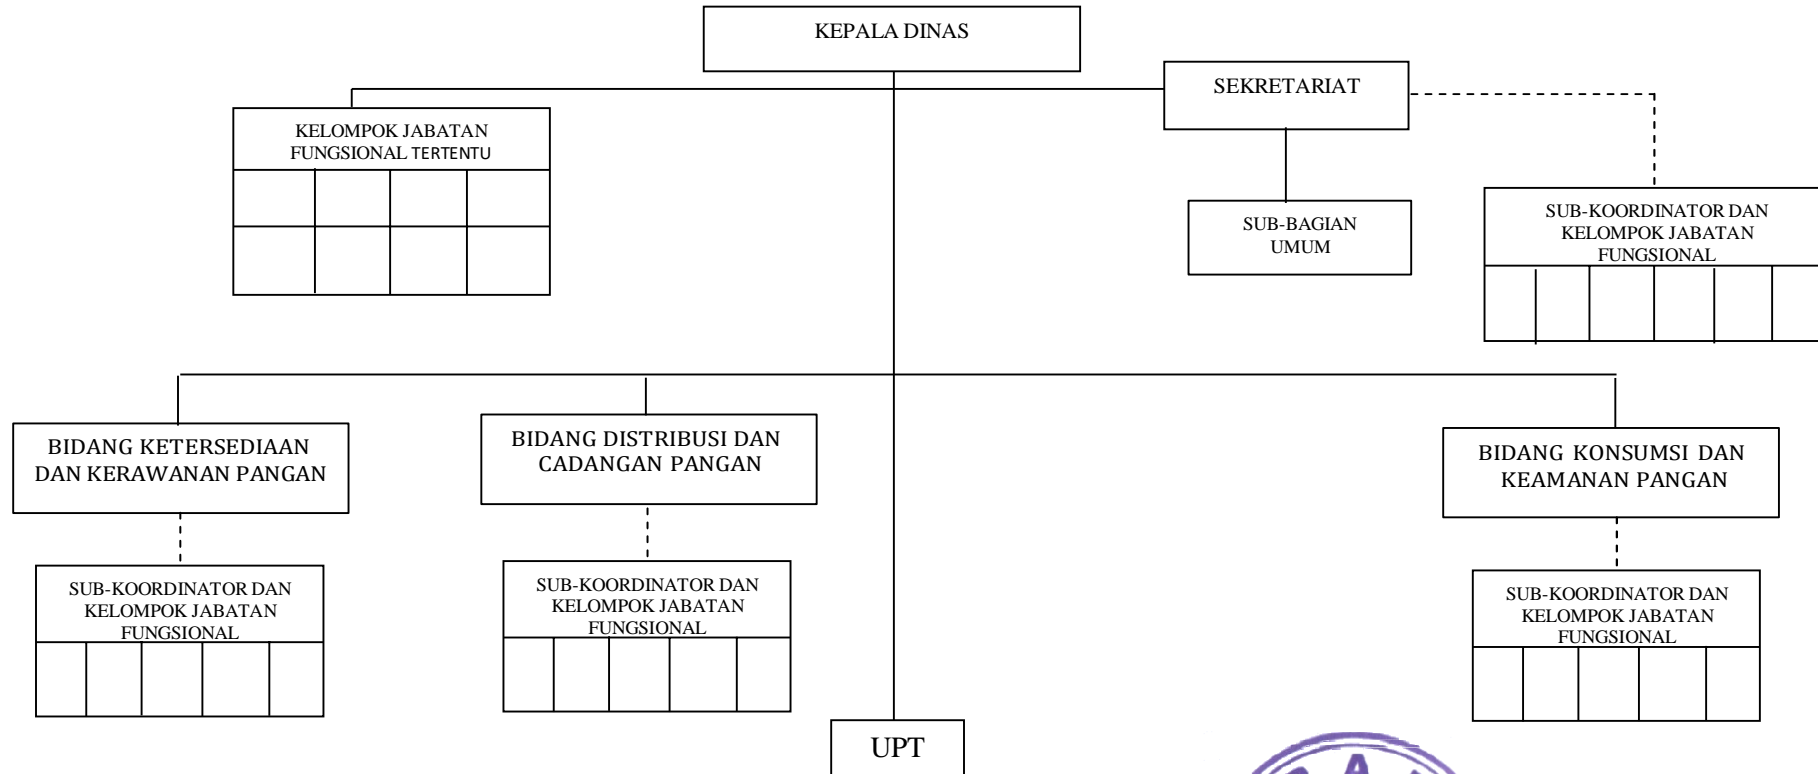 KEPALA DINAS
SEKRETARIAT
KELOMPOK JABATAN
FUNGSIONAL TERTENTU
SUB-BAGIAN
UMUM
SUB-KOORDINATOR DAN
KELOMPOK JABATAN
FUNGSIONAL
BIDANG KETERSEDIAAN
DAN KERAWANAN PANGAN
BIDANG DISTRIBUSI DAN
CADANGAN PANGAN
BIDANG KONSUMSI DAN
KEAMANAN PANGAN
SUB-KOORDINATOR DAN
KELOMPOK JABATAN
FUNGSIONAL
SUB-KOORDINATOR DAN
KELOMPOK JABATAN
FUNGSIONAL
SUB-KOORDINATOR DAN
KELOMPOK JABATAN
FUNGSIONAL
UPT